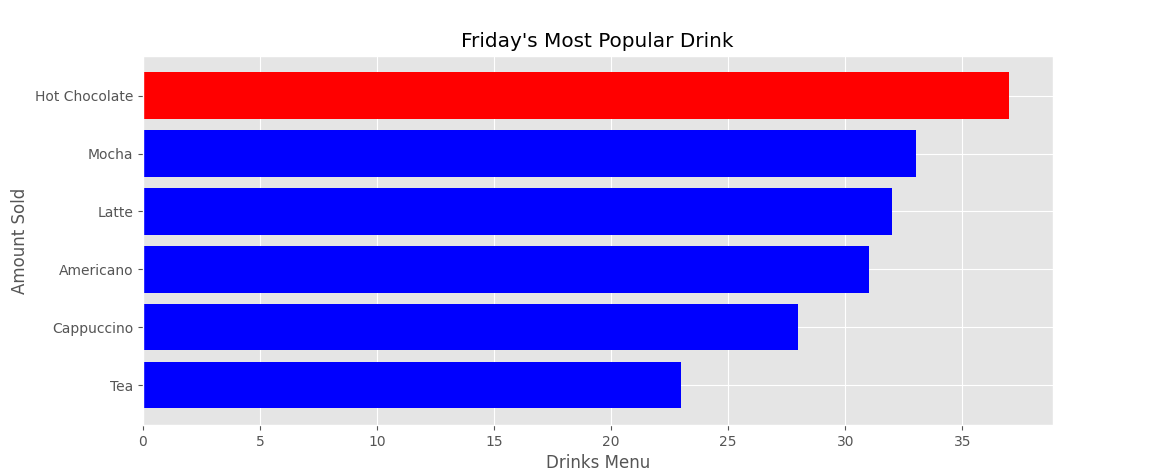 Friday's Most Popular Drink
Hot Chocolate
Mocha
Latte
Americano
Cappuccino
Tea
Amount Sold
0 5 10 15 20 25 30 35
Drinks Menu